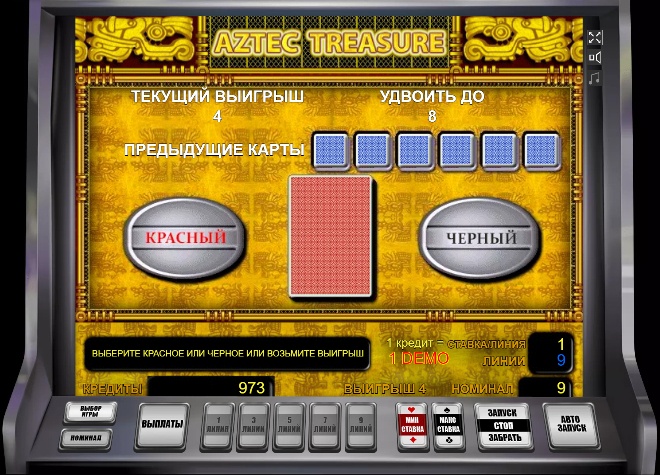 AZTEC TREASURE
ТЕКУЩИЙ ВЫИГРЫШ
4
УДВОИТЬ ДО
8
ПРЕДЫДУЩИЕ КАРТЫ
КРАСНЫЙ
ЧЕРНЫЙ
ВЫБЕРИТЕ КРАСНОЕ ИЛИ ЧЕРНОЕ ИЛИ ВОЗЬМИТЕ ВЫИГРЫШ
1 кредит =
1 DEMO
СТАВКА/ЛИНИЯ 1
ЛИНИИ 9
КРЕДИТЫ 973
ВЫИГРЫШ 4
НОМИНАЛ 9
ВЫБОР
ИГРЫ
НОМИНАЛ
ВЫПЛАТЫ
1
ЛИНИЯ
3
ЛИНИИ
5
ЛИНИЙ
7
ЛИНИЙ
9
ЛИНИЙ
МИН
СТАВКА
МАКС
СТАВКА
ЗАПУСК
СТОП
ЗАБРАТЬ
АВТО
ЗАПУСК